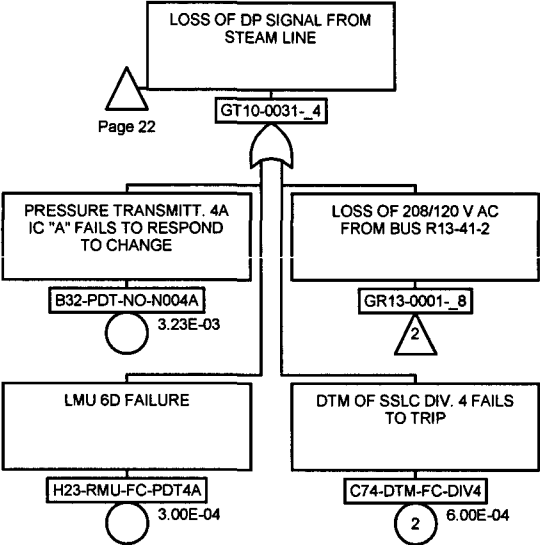 LOSS OF DP SIGNAL FROM
STEAM LINE
Page 22
GT10-0031-_4
PRESSURE TRANSMITT. 4A
IC "A" FAILS TO RESPOND
TO CHANGE
B32-PDT-NO-N004A
3.23E-03
LOSS OF 208/120 V AC
FROM BUS R13-41-2
GR13-0001-_8
2
LMU 6D FAILURE
H23-RMU-FC-PDT4A
3.00E-04
DTM OF SSLC DIV. 4 FAILS
TO TRIP
C74-DTM-FC-DIV4
2
6.00E-04